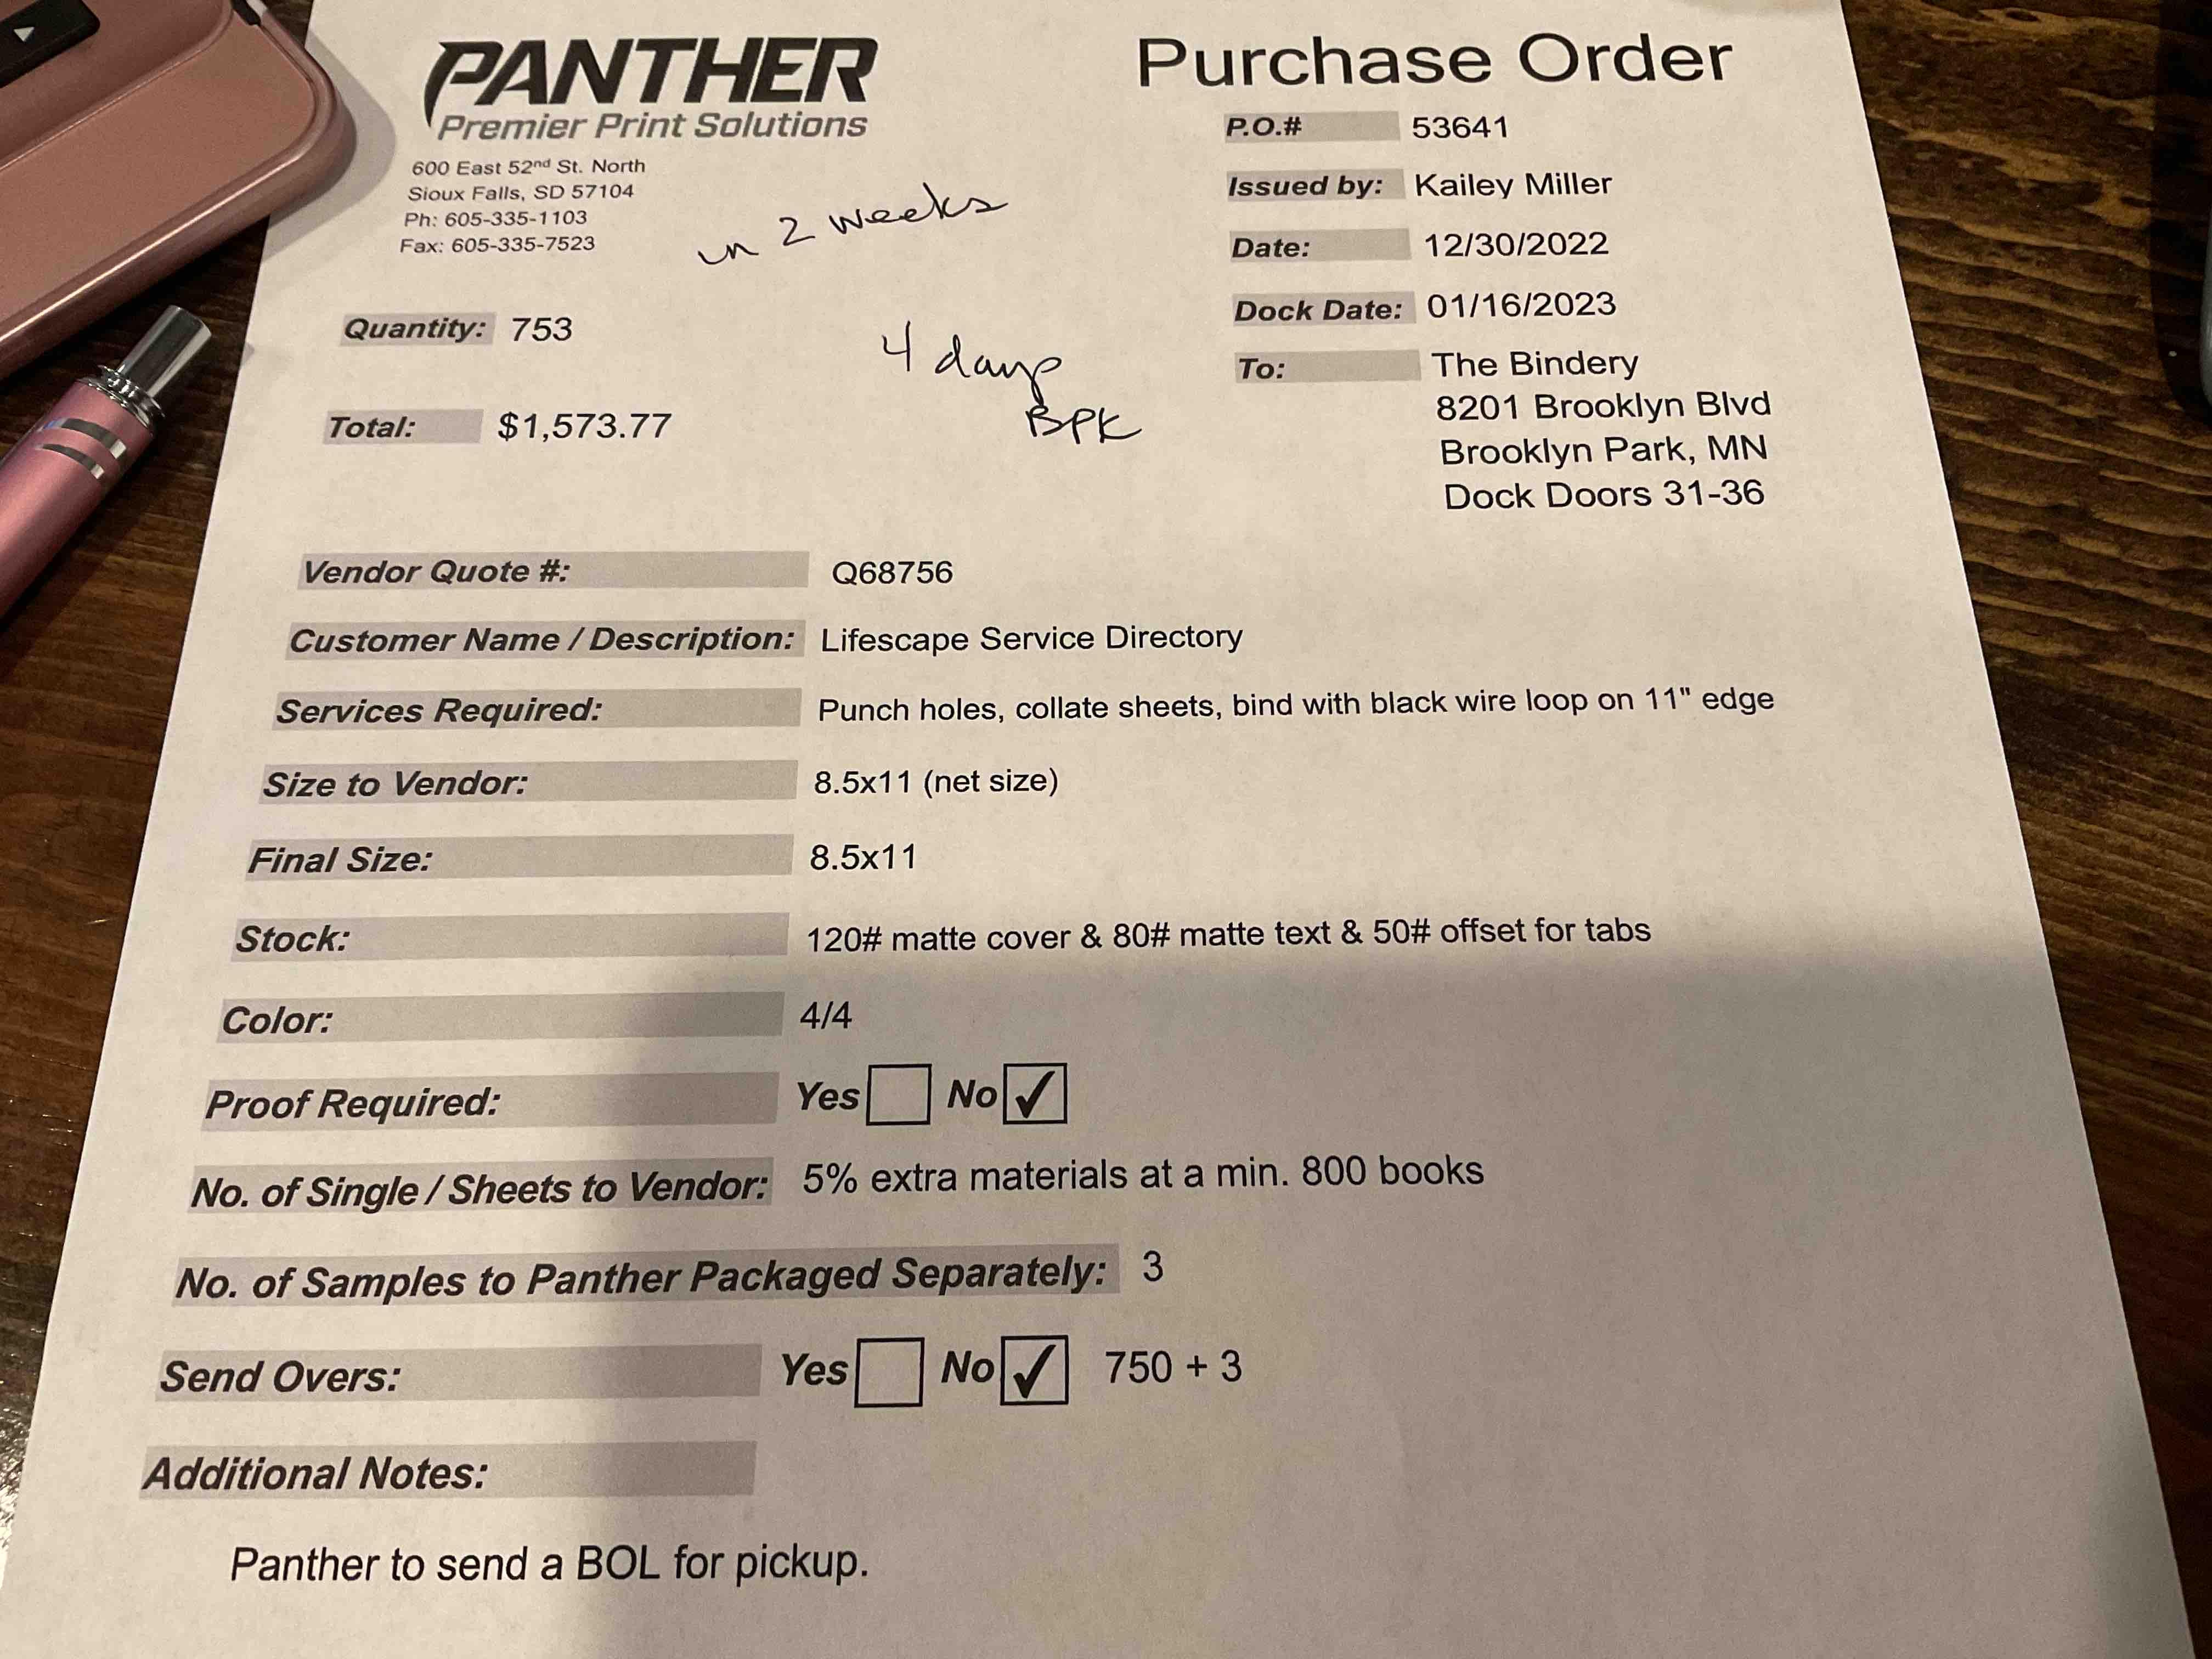 PANTHER
Premier Print Solutions
600 East 52nd St. North
Sioux Falls, SD 57104
Ph: 605-335-1103
Fax: 605-335-7523
in 2 weeks
Quantity: 753
4 days
BPK
Total: $1,573.77
Purchase Order
P.O.# 53641
Issued by: Kailey Miller
Date: 12/30/2022
Dock Date: 01/16/2023
To: The Bindery
8201 Brooklyn Blvd
Brooklyn Park, MN
Dock Doors 31-36
Vendor Quote #: Q68756
Customer Name / Description: Lifescape Service Directory
Services Required: Punch holes, collate sheets, bind with black wire loop on 11" edge
Size to Vendor: 8.5x11 (net size)
Final Size: 8.5x11
Stock: 120# matte cover & 80# matte text & 50# offset for tabs
Color: 4/4
Proof Required: Yes No ✓
No. of Single / Sheets to Vendor: 5% extra materials at a min. 800 books
No. of Samples to Panther Packaged Separately: 3
Send Overs: Yes No ✓ 750 + 3
Additional Notes:
Panther to send a BOL for pickup.